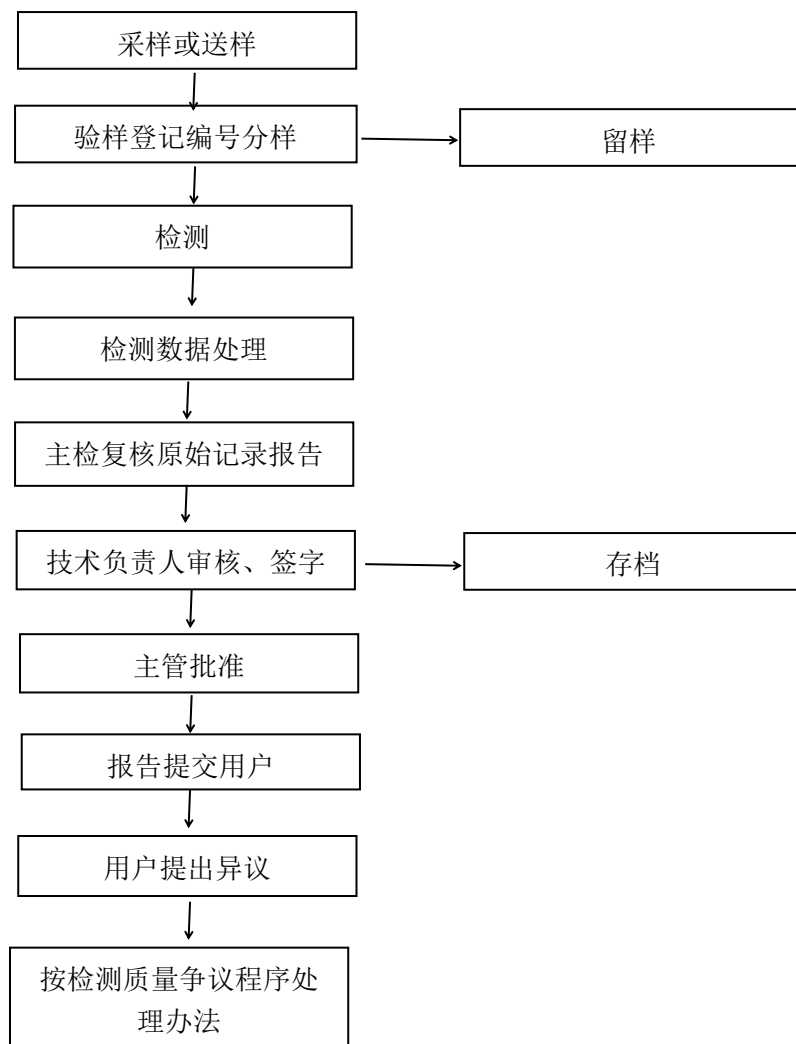 采样或送样
验样登记编号分样
留样
检测
检测数据处理
主检复核原始记录报告
技术负责人审核、签字
存档
主管批准
报告提交用户
用户提出异议
按检测质量争议程序处
理办法